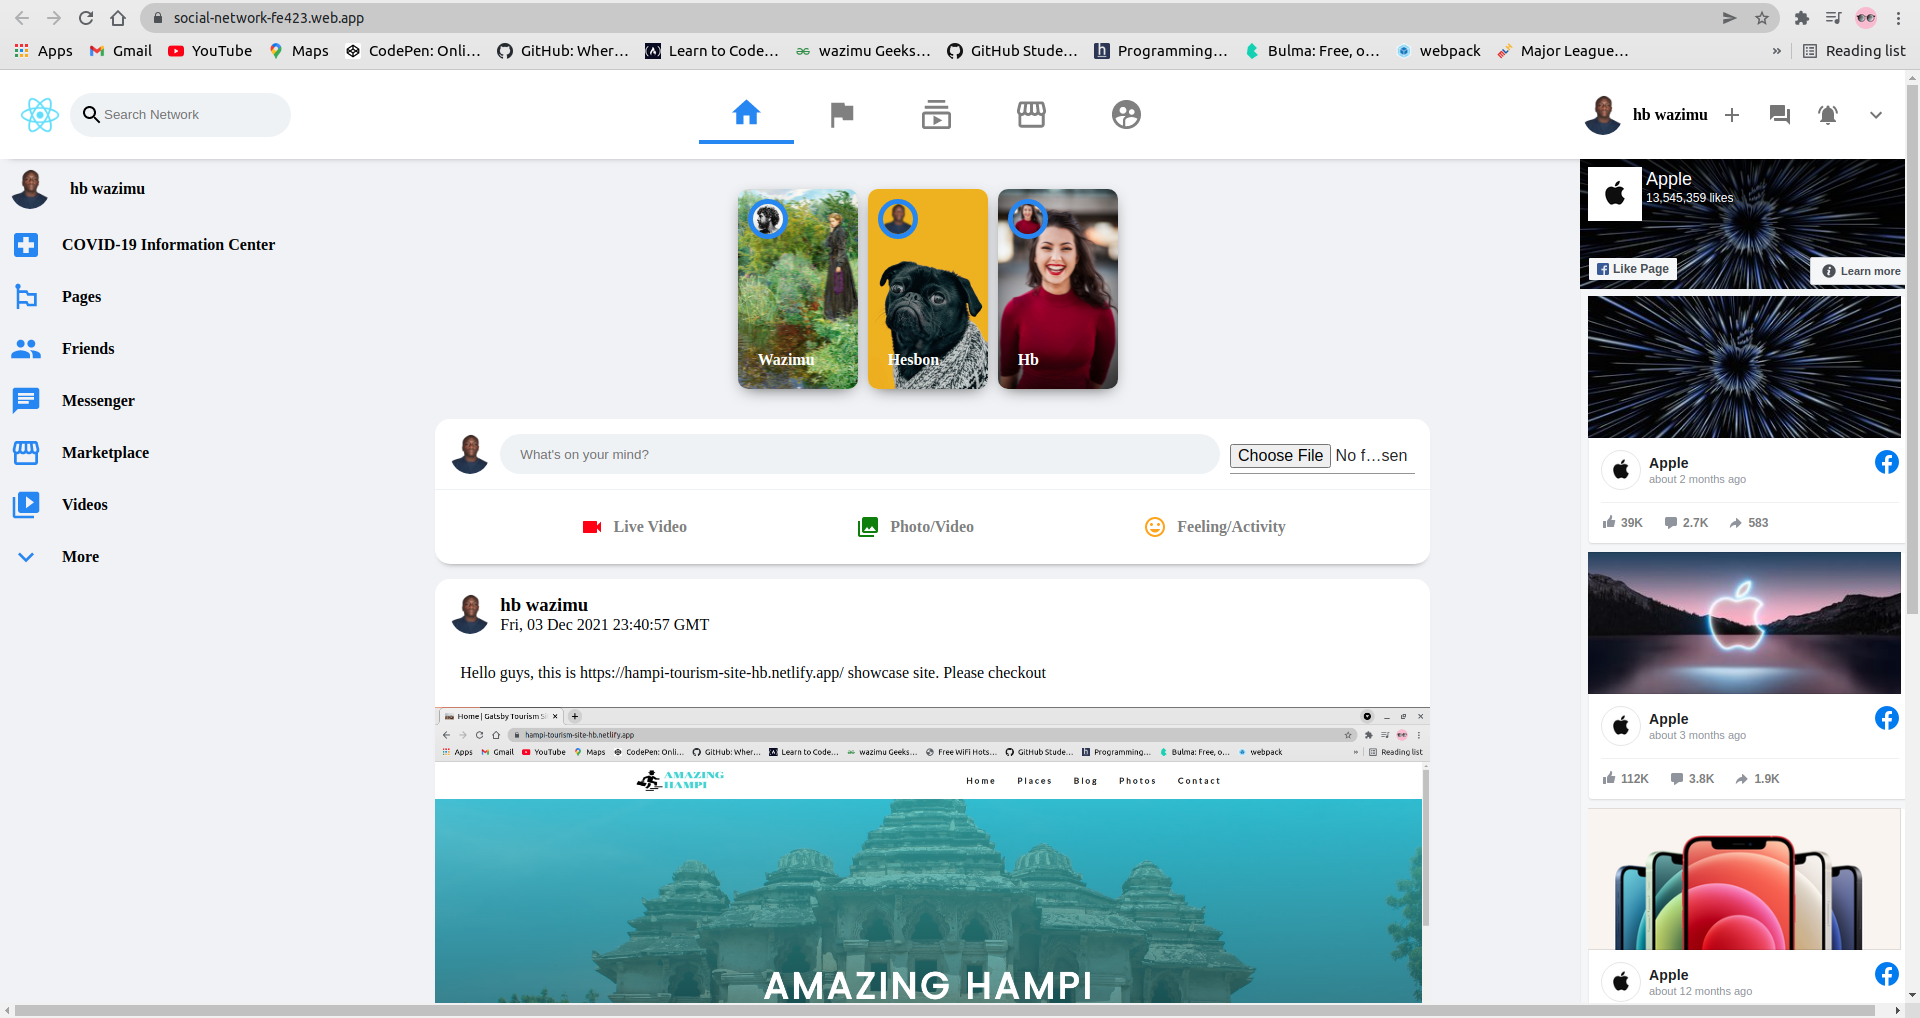 social-network-fe423.web.app
Apps Gmail YouTube Maps CodePen: Onli... GitHub: Wher... Learn to Code... wazimu Geeks... GitHub Stude... Programming... Bulma: Free, o... webpack Major League... » Reading list
Search Network
hb wazimu
hb wazimu
COVID-19 Information Center
Pages
Friends
Messenger
Marketplace
Videos
More
Wazimu
Hesbon
Hb
What's on your mind?
Choose File No f...sen
Live Video
Photo/Video
Feeling/Activity
hb wazimu
Fri, 03 Dec 2021 23:40:57 GMT
Hello guys, this is https://hampi-tourism-site-hb.netlify.app/ showcase site. Please checkout
Home | Gatsby Tourism Si
hampi-tourism-site-hb.netlify.app
Apps Gmail YouTube Maps CodePen: Onli... GitHub: Wher... Learn to Code... wazimu Geeks... Free WiFi Hots... GitHub Stude... Programming... Bulma: Free, o... webpack » Reading list
AMAZING
HAMPI
Home Places Blog Photos Contact
AMAZING HAMPI
Apple
13,545,359 likes
Like Page
Learn more
Apple
about 2 months ago
39K 2.7K 583
Apple
about 3 months ago
112K 3.8K 1.9K
Apple
about 12 months ago